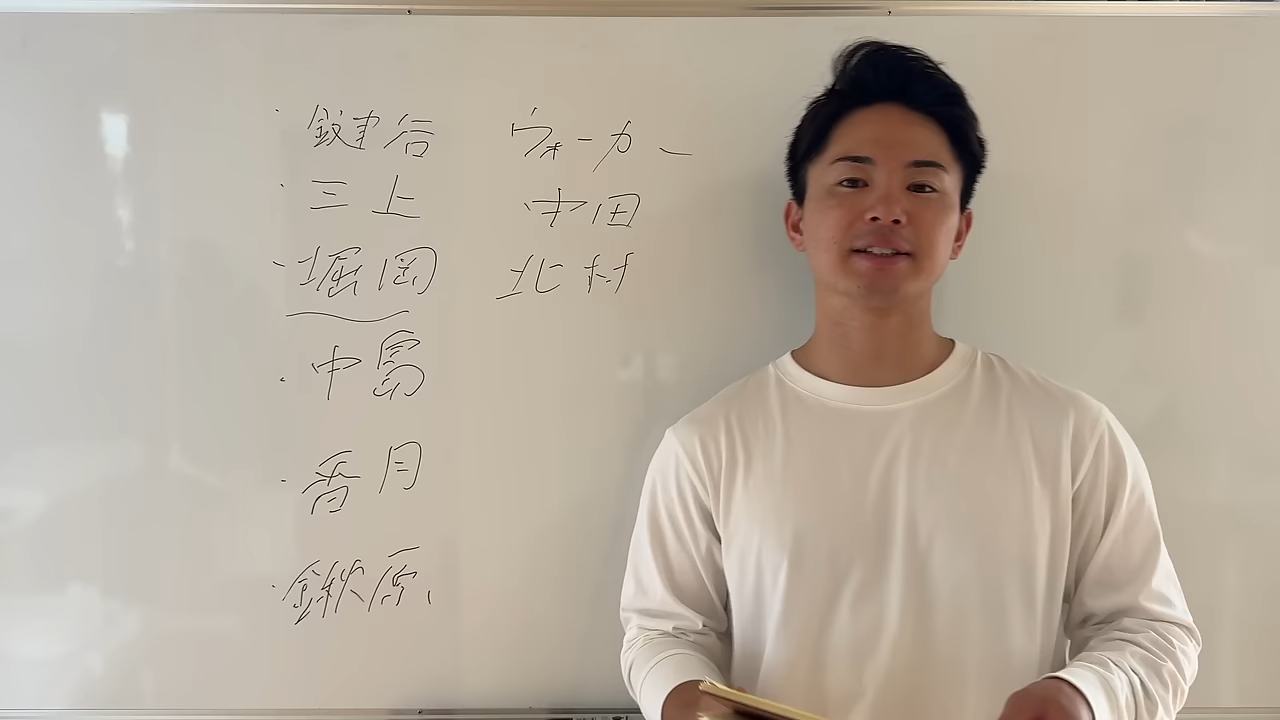 ・鍵谷 ウォーカー
・三上 中田
・堀岡 北村
・中島
・香月
・鍬原